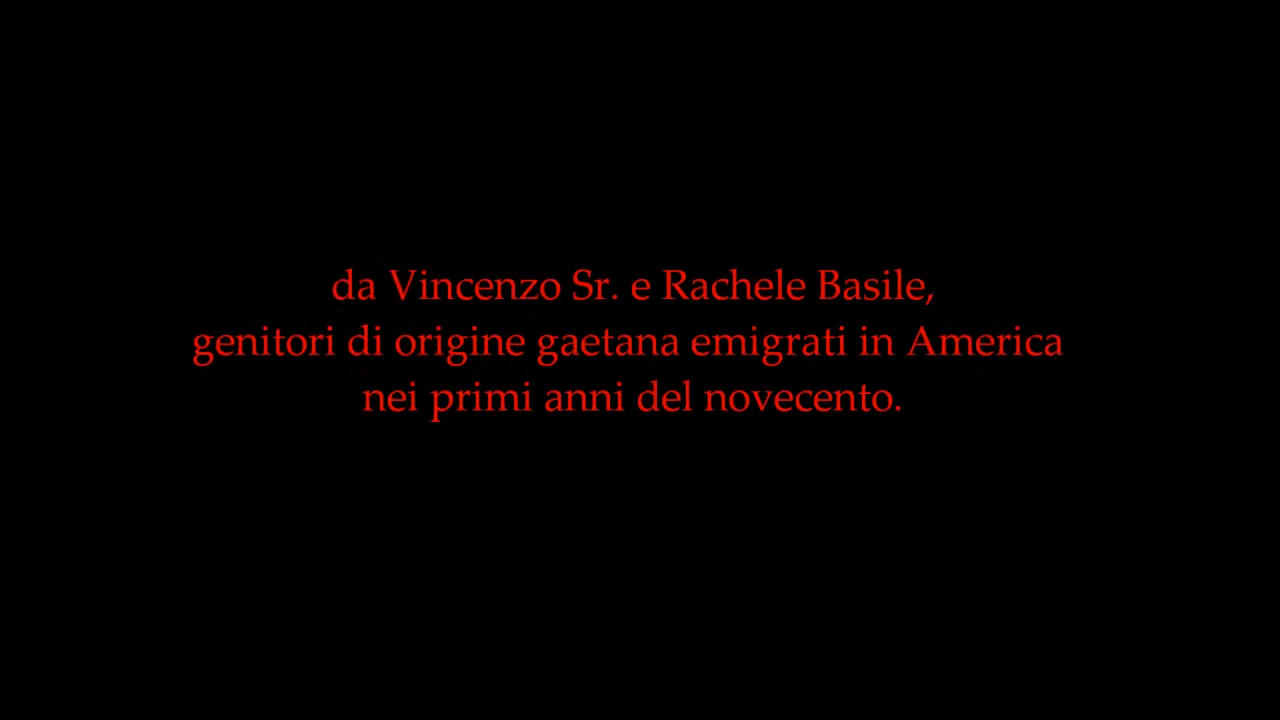 da Vincenzo Sr. e Rachele Basile,
genitori di origine gaetana emigrati in America
nei primi anni del novecento.